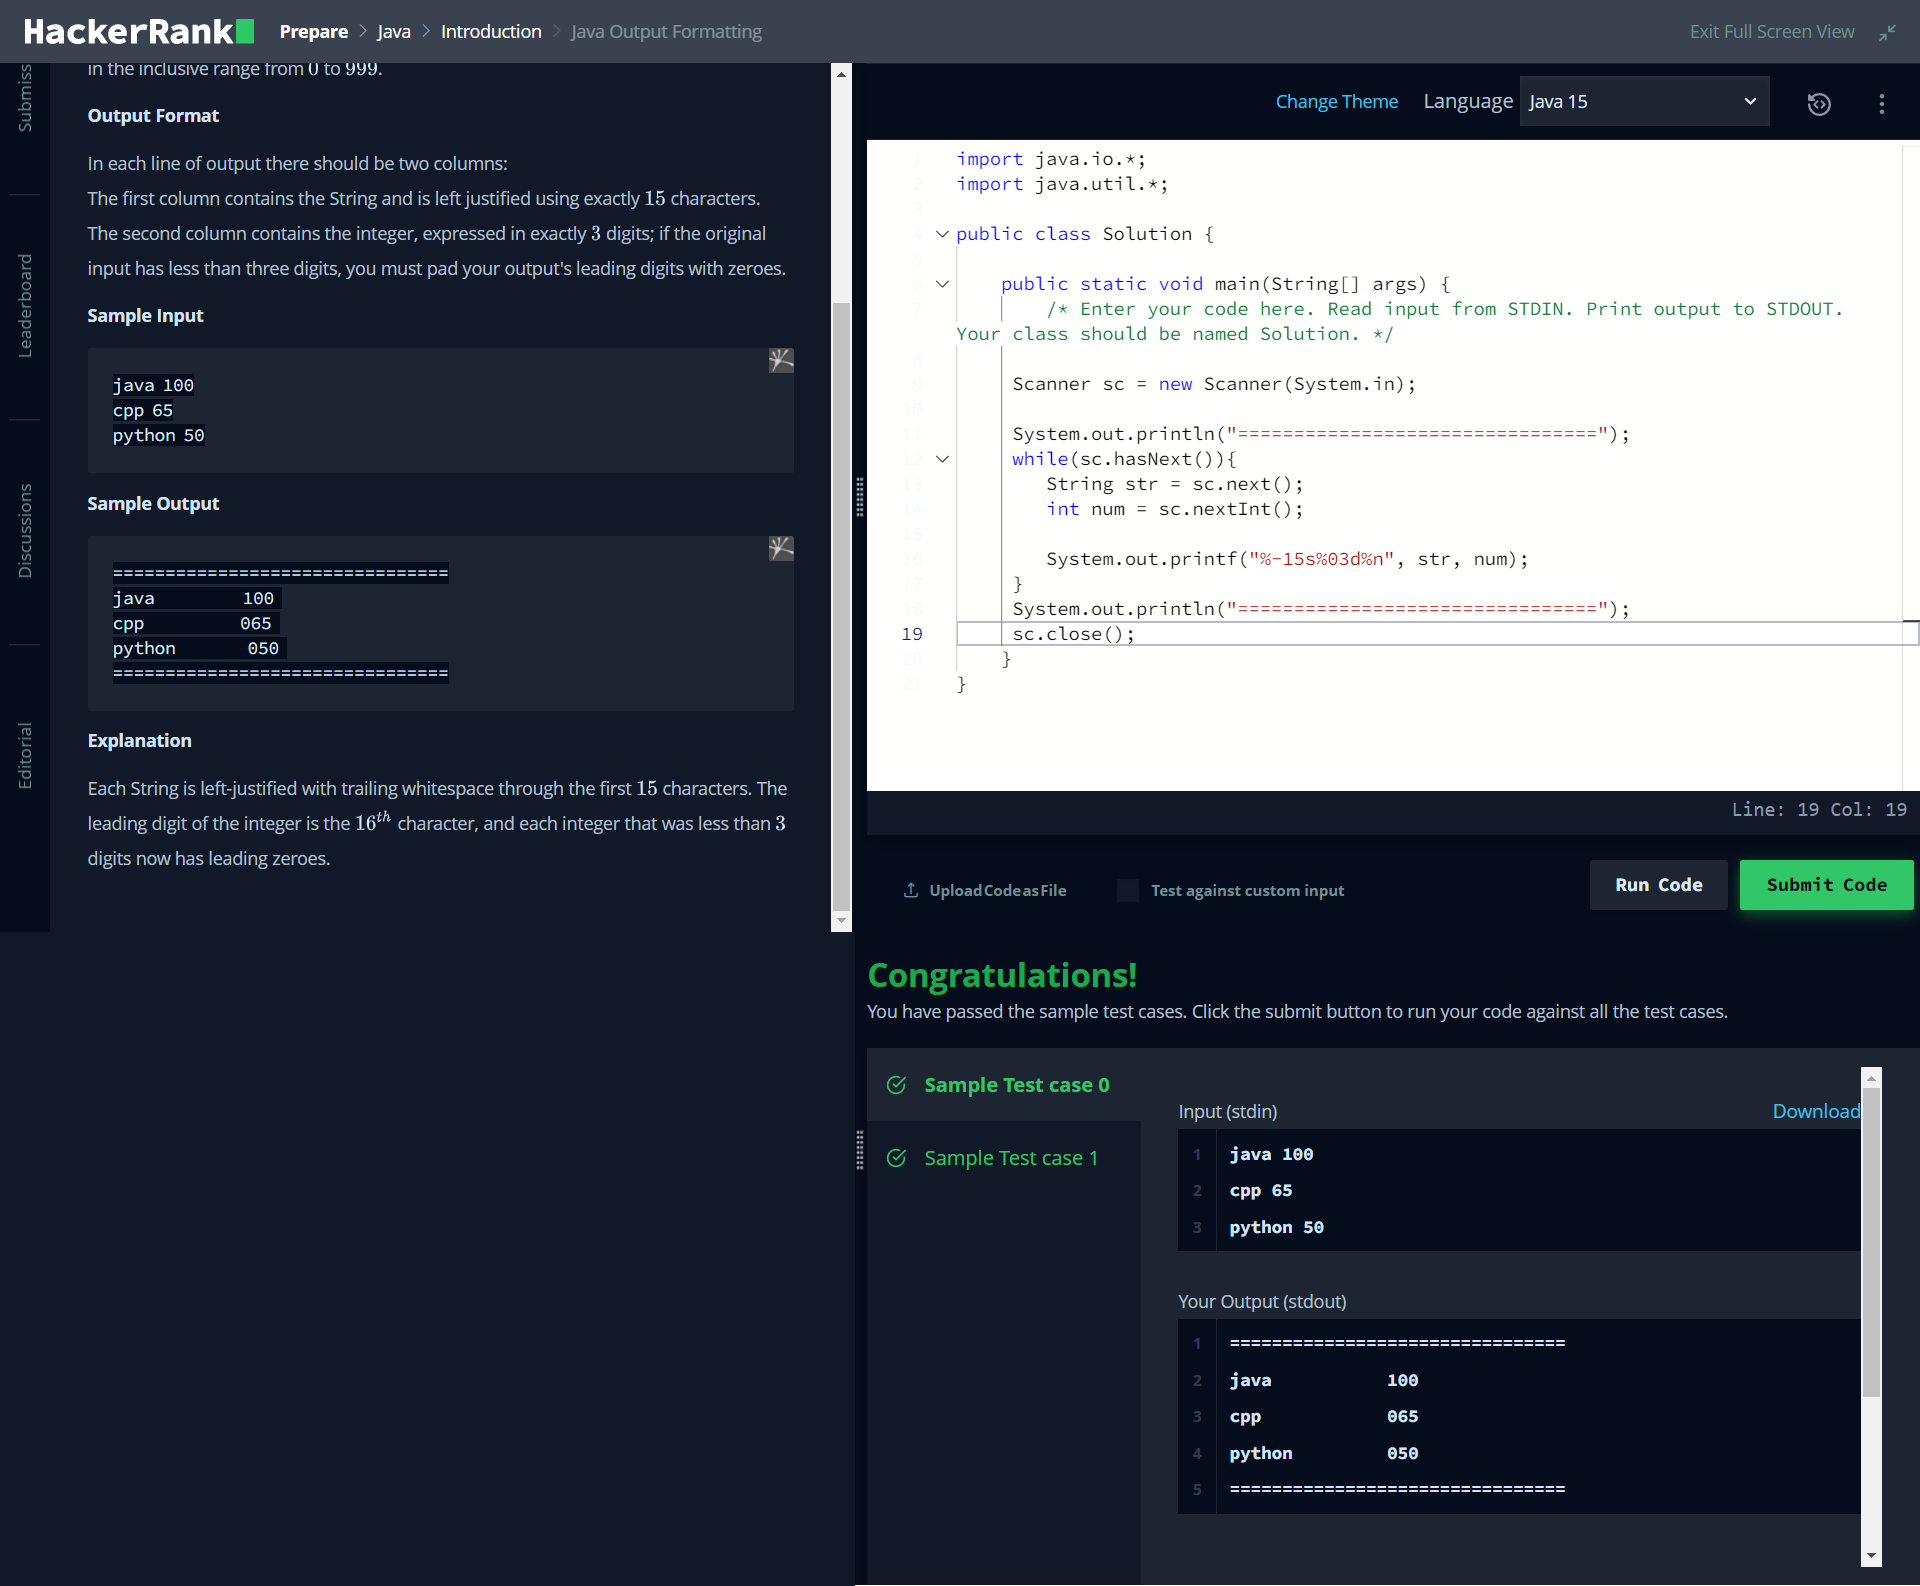 HackerRank Prepare > Java > Introduction > Java Output Formatting Exit Full Screen View
Submiss
Leaderboard
Discussions
Editorial
in the inclusive range from 0 to 999.
Output Format
In each line of output there should be two columns:
The first column contains the String and is left justified using exactly 15 characters.
The second column contains the integer, expressed in exactly 3 digits; if the original
input has less than three digits, you must pad your output's leading digits with zeroes.
Sample Input
java 100
cpp 65
python 50
Sample Output
================================
java           100
cpp            065
python         050
================================
Explanation
Each String is left-justified with trailing whitespace through the first 15 characters. The
leading digit of the integer is the 16th character, and each integer that was less than 3
digits now has leading zeroes.
Change Theme Language Java 15
1 import java.io.*;
2 import java.util.*;
3
4 public class Solution {
5
6     public static void main(String[] args) {
7         /* Enter your code here. Read input from STDIN. Print output to STDOUT.
Your class should be named Solution. */
8
9      Scanner sc = new Scanner(System.in);
10
11      System.out.println("================================");
12      while(sc.hasNext()){
13         String str = sc.next();
14         int num = sc.nextInt();
15
16         System.out.printf("%-15s%03d%n", str, num);
17      }
18      System.out.println("================================");
19      sc.close();
20     }
21 }
Line: 19 Col: 19
Upload Code as File Test against custom input Run Code Submit Code
Congratulations!
You have passed the sample test cases. Click the submit button to run your code against all the test cases.
Sample Test case 0
Sample Test case 1
Input (stdin) Download
1 java 100
2 cpp 65
3 python 50
Your Output (stdout)
1 ================================
2 java           100
3 cpp            065
4 python         050
5 ================================